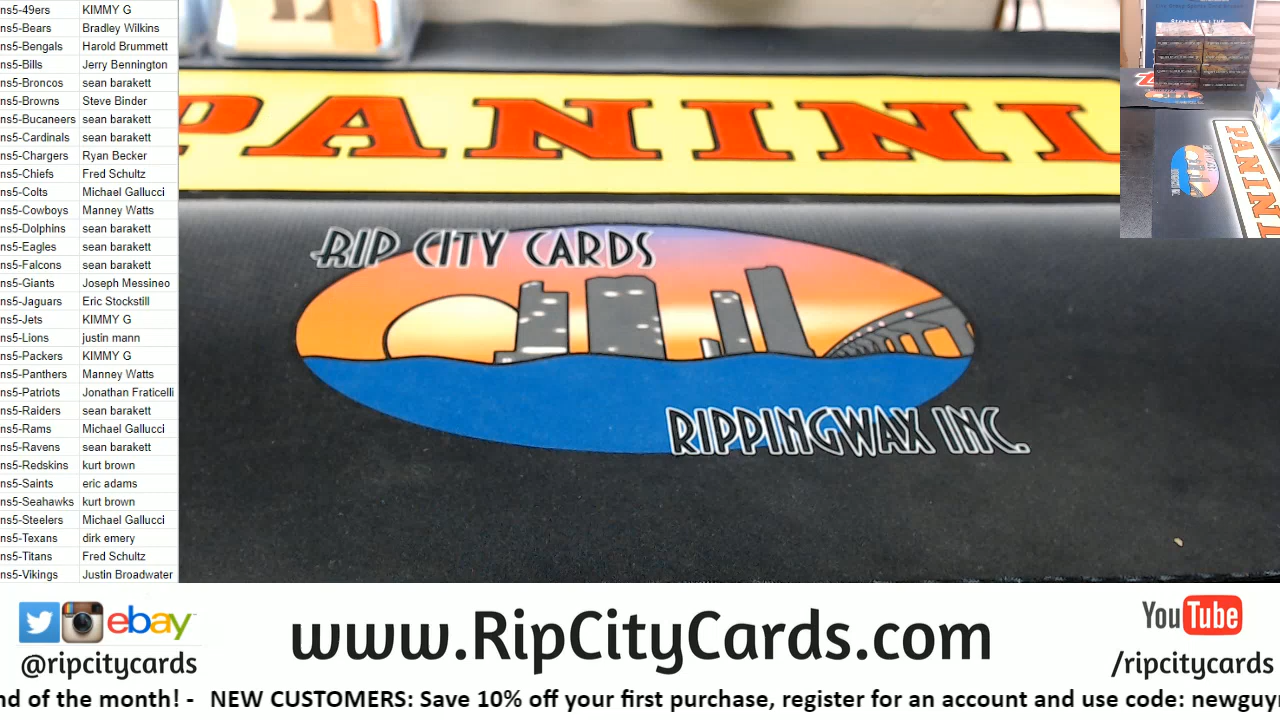 ns5-49ers KIMMY G
ns5-Bears Bradley Wilkins
ns5-Bengals Harold Brummett
ns5-Bills Jerry Bennington
ns5-Broncos sean barakett
ns5-Browns Steve Binder
ns5-Bucaneers sean barakett
ns5-Cardinals sean barakett
ns5-Chargers Ryan Becker
ns5-Chiefs Fred Schultz
ns5-Colts Michael Gallucci
ns5-Cowboys Manney Watts
ns5-Dolphins sean barakett
ns5-Eagles sean barakett
ns5-Falcons sean barakett
ns5-Giants Joseph Messineo
ns5-Jaguars Eric Stockstill
ns5-Jets KIMMY G
ns5-Lions justin mann
ns5-Packers KIMMY G
ns5-Panthers Manney Watts
ns5-Patriots Jonathan Fraticelli
ns5-Raiders sean barakett
ns5-Rams Michael Gallucci
ns5-Ravens sean barakett
ns5-Redskins kurt brown
ns5-Saints eric adams
ns5-Seahawks kurt brown
ns5-Steelers Michael Gallucci
ns5-Texans dirk emery
ns5-Titans Fred Schultz
ns5-Vikings Justin Broadwater
PANINI
RIP CITY CARDS
RIPPINGWAX INC.
PANINI
ebay
@ripcitycards
www.RipCityCards.com
YouTube
/ripcitycards
nd of the month! - NEW CUSTOMERS: Save 10% off your first purchase, register for an account and use code: newguy